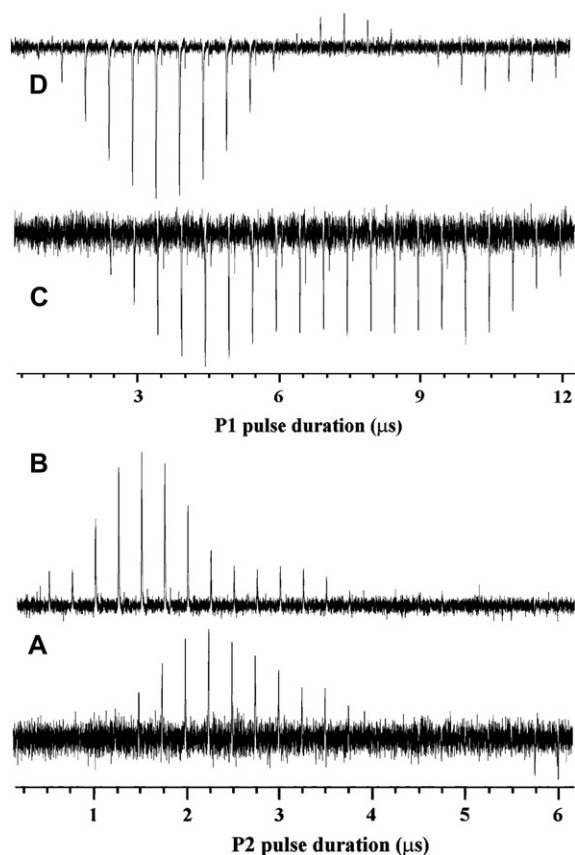 D
C
3 6 9 12
P1 pulse duration (µs)
B
A
1 2 3 4 5 6
P2 pulse duration (µs)